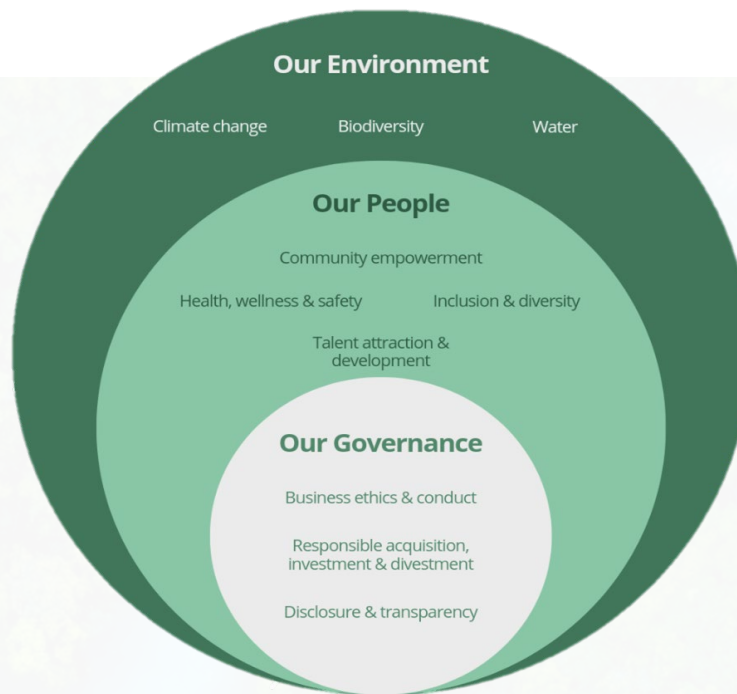 Our Environment
Climate change Biodiversity Water
Our People
Community empowerment
Health, wellness & safety Inclusion & diversity
Talent attraction &
development
Our Governance
Business ethics & conduct
Responsible acquisition,
investment & divestment
Disclosure & transparency